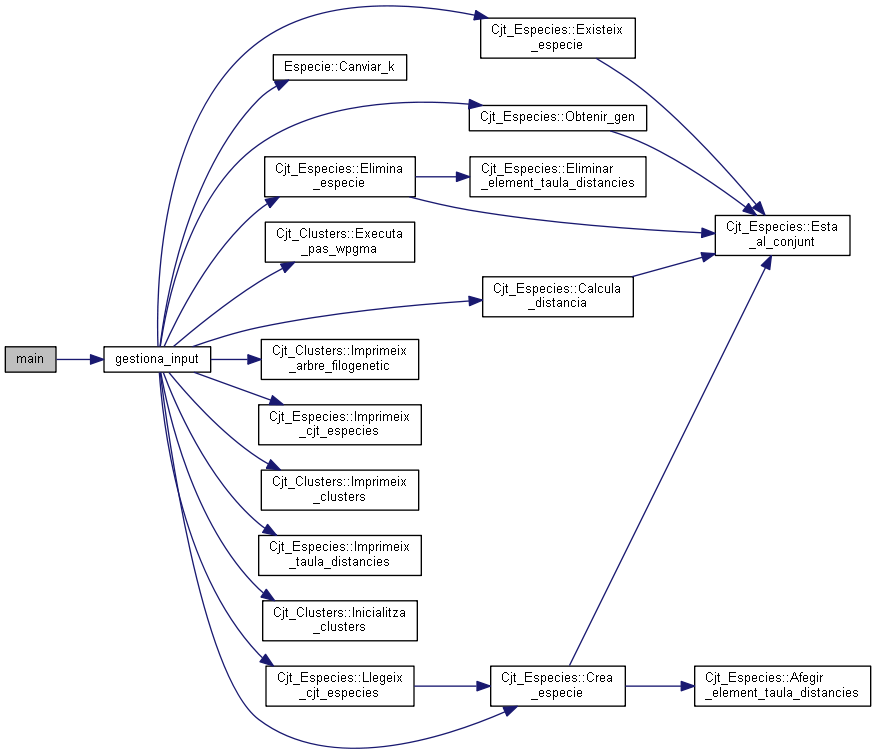 main
gestiona_input
Cjt_Especies::Existeix
_especie
Especie::Canviar_k
Cjt_Especies::Obtenir_gen
Cjt_Especies::Elimina
_especie
Cjt_Especies::Eliminar
_element_taula_distancies
Cjt_Clusters::Executa
_pas_wpgma
Cjt_Especies::Esta
_al_conjunt
Cjt_Especies::Calcula
_distancia
Cjt_Clusters::Imprimeix
_arbre_filogenetic
Cjt_Especies::Imprimeix
_cjt_especies
Cjt_Clusters::Imprimeix
_clusters
Cjt_Especies::Imprimeix
_taula_distancies
Cjt_Clusters::Inicialitza
_clusters
Cjt_Especies::Llegeix
_cjt_especies
Cjt_Especies::Crea
_especie
Cjt_Especies::Afegir
_element_taula_distancies